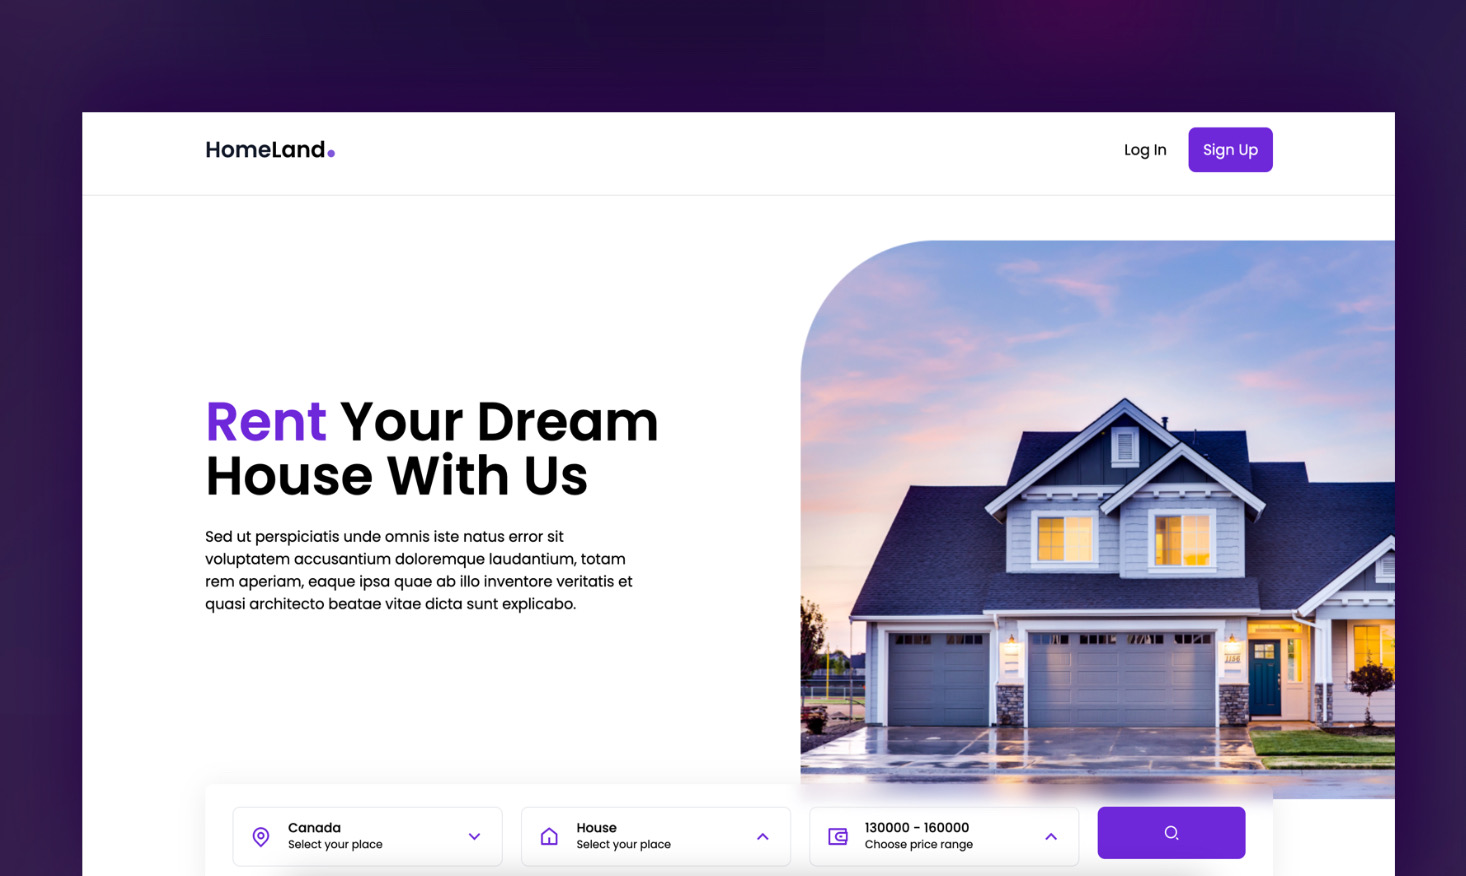 HomeLand.
Log In
Sign Up
Rent Your Dream
House With Us
Sed ut perspiciatis unde omnis iste natus error sit
voluptatem accusantium doloremque laudantium, totam
rem aperiam, eaque ipsa quae ab illo inventore veritatis et
quasi architecto beatae vitae dicta sunt explicabo.
Canada
Select your place
House
Select your place
130000 - 160000
Choose price range